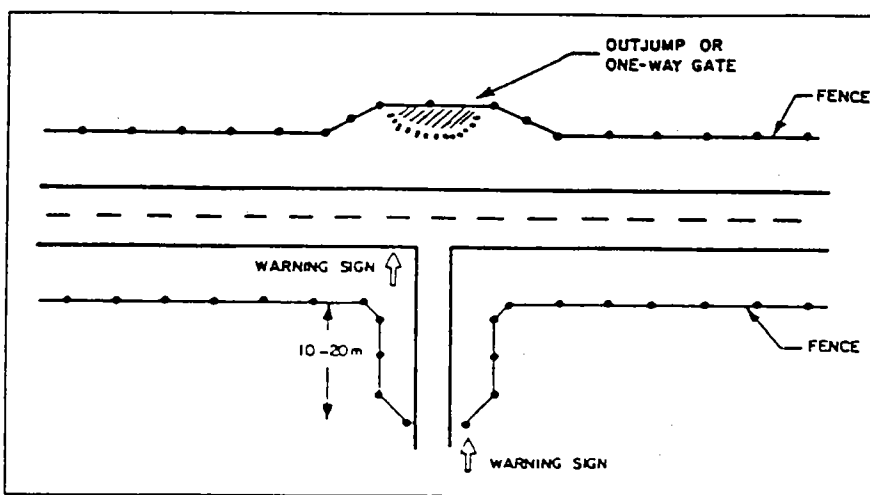 OUTJUMP OR
ONE-WAY GATE
FENCE
WARNING SIGN
10-20m
FENCE
WARNING SIGN